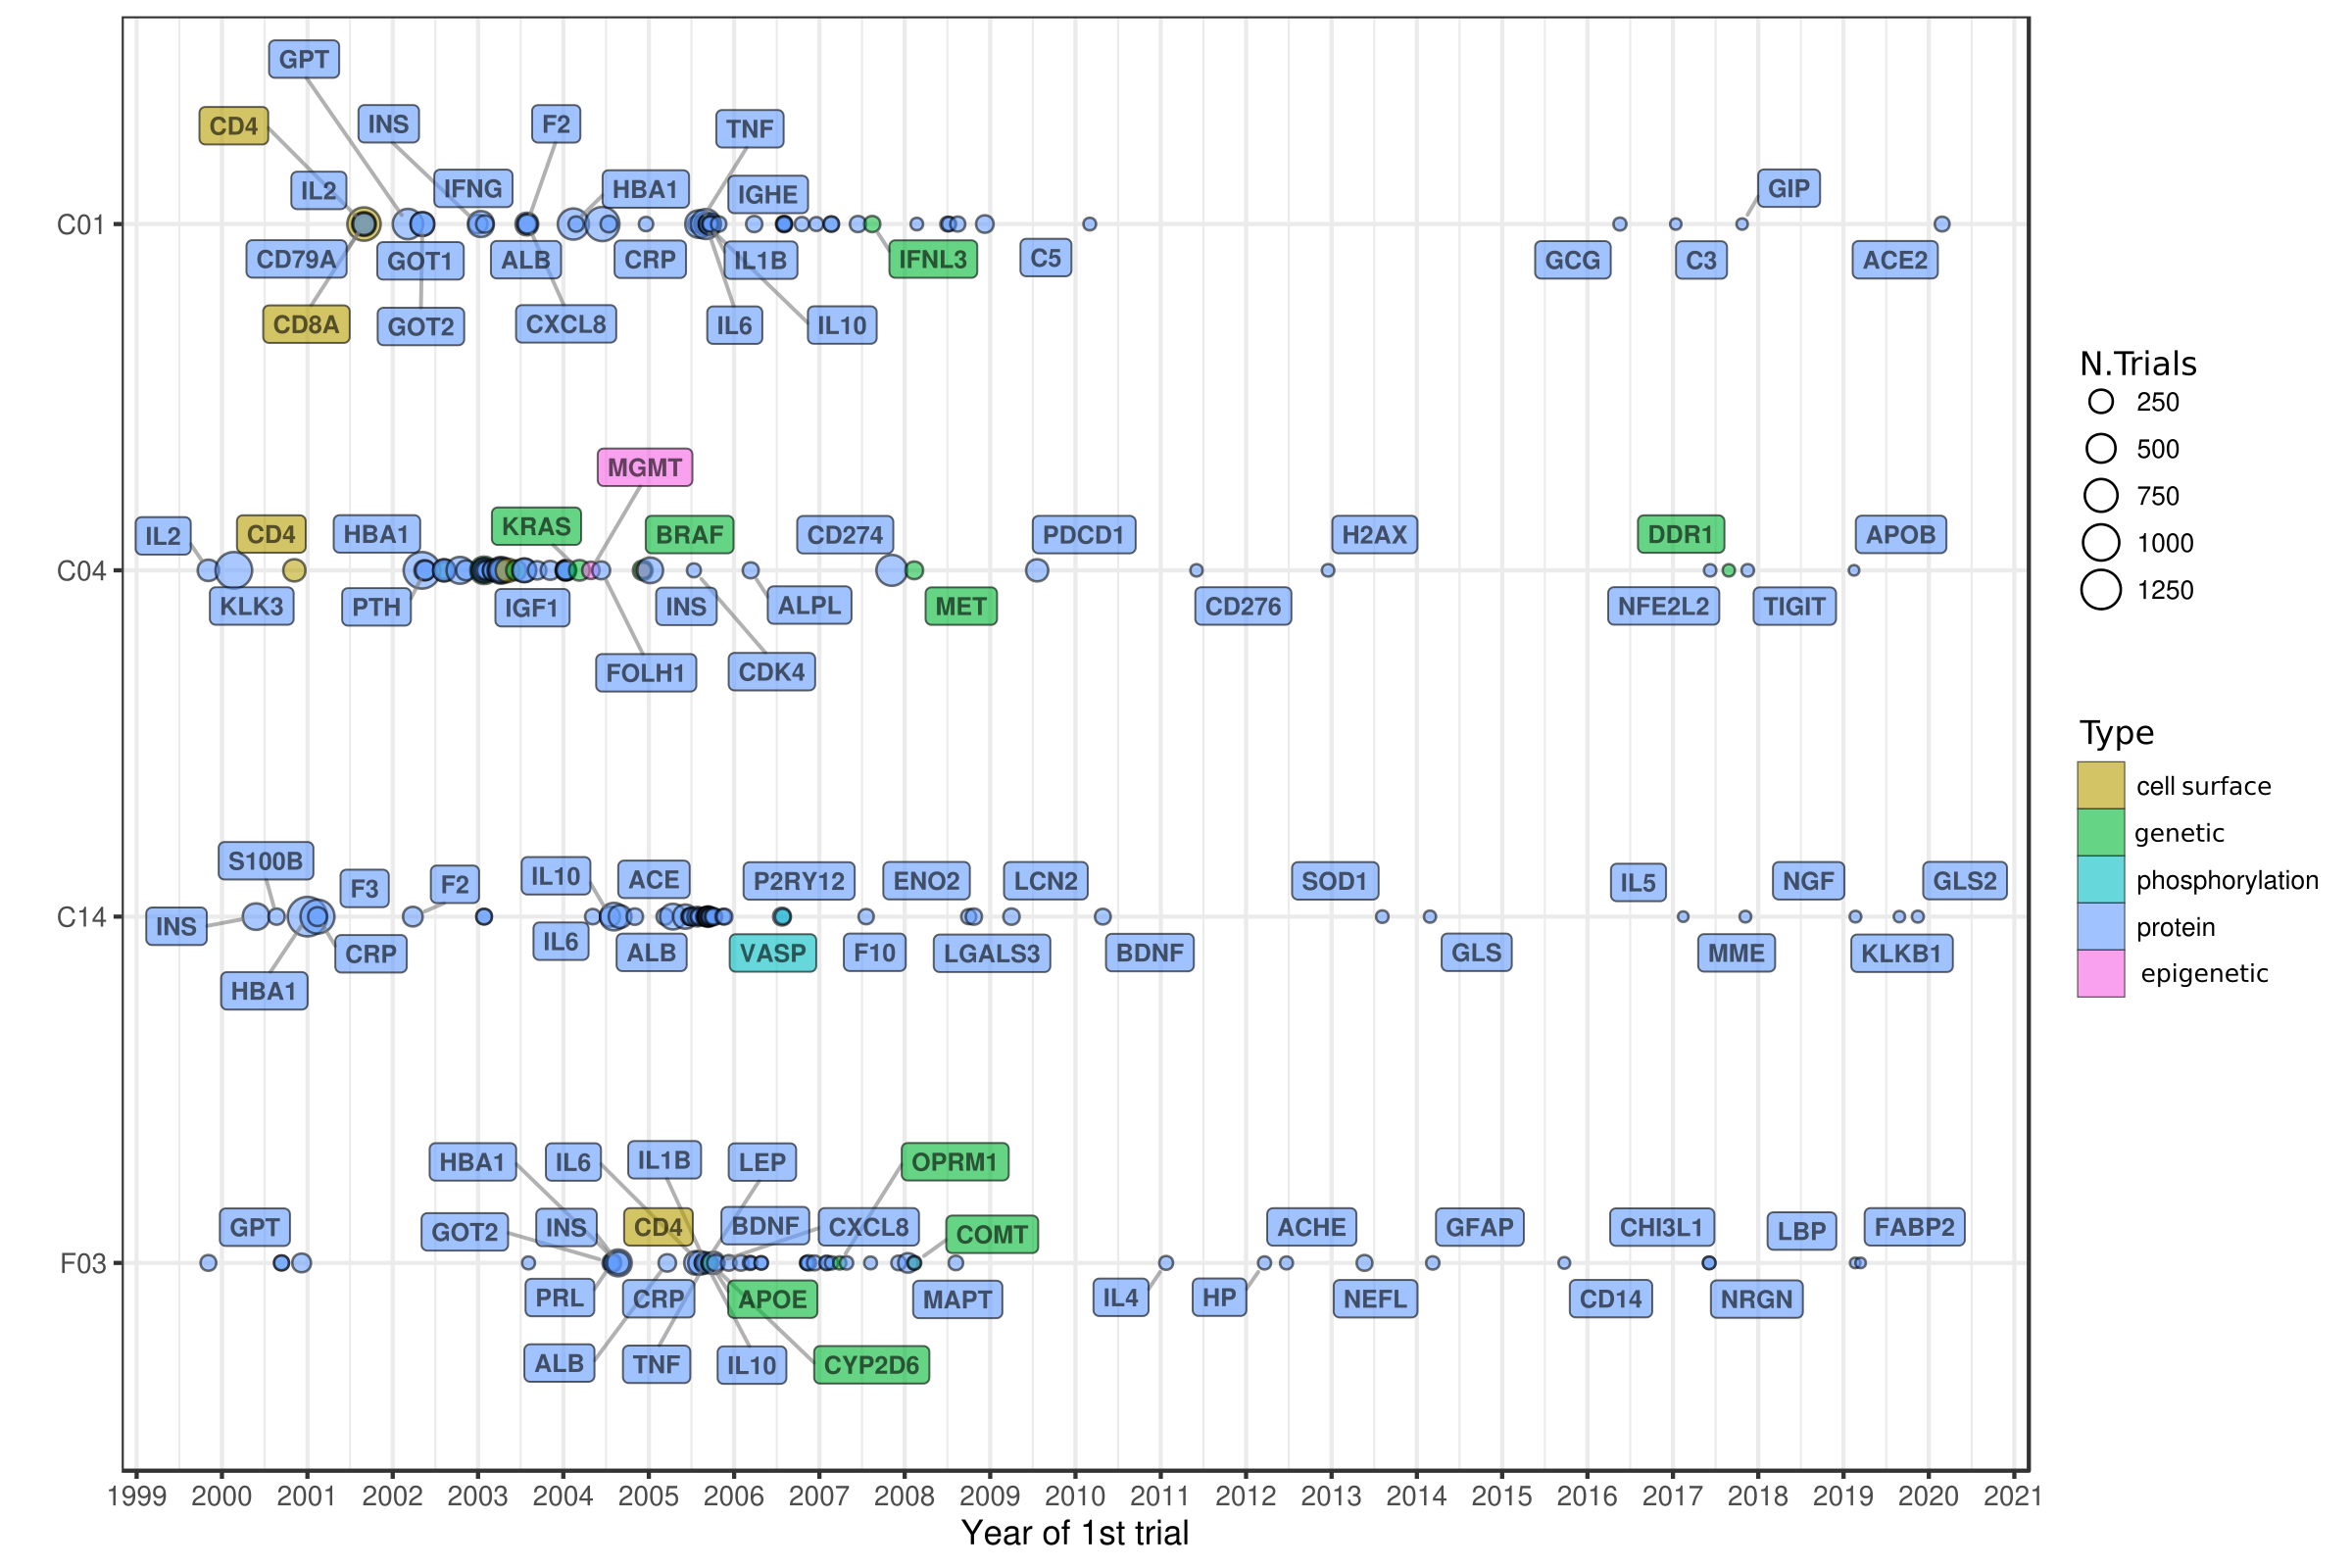 GPT
CD4
INS
F2
TNF
IL2
IFNG
HBA1
IGHE
GIP
C01
CD79A
GOT1
ALB
CRP
IL1B
IFNL3
C5
GCG
C3
ACE2
CD8A
GOT2
CXCL8
IL6
IL10
MGMT
IL2
CD4
HBA1
KRAS
BRAF
CD274
PDCD1
H2AX
DDR1
APOB
C04
KLK3
PTH
IGF1
INS
ALPL
MET
CD276
NFE2L2
TIGIT
FOLH1
CDK4
S100B
F3
F2
IL10
ACE
P2RY12
ENO2
LCN2
SOD1
IL5
NGF
GLS2
C14
INS
CRP
IL6
ALB
VASP
F10
LGALS3
BDNF
GLS
MME
KLKB1
HBA1
HBA1
IL6
IL1B
LEP
OPRM1
GPT
GOT2
INS
CD4
BDNF
CXCL8
COMT
ACHE
GFAP
CHI3L1
LBP
FABP2
F03
PRL
CRP
APOE
MAPT
IL4
HP
NEFL
CD14
NRGN
ALB
TNF
IL10
CYP2D6
1999 2000 2001 2002 2003 2004 2005 2006 2007 2008 2009 2010 2011 2012 2013 2014 2015 2016 2017 2018 2019 2020 2021
Year of 1st trial
N.Trials
250
500
750
1000
1250
Type
cell surface
genetic
phosphorylation
protein
epigenetic